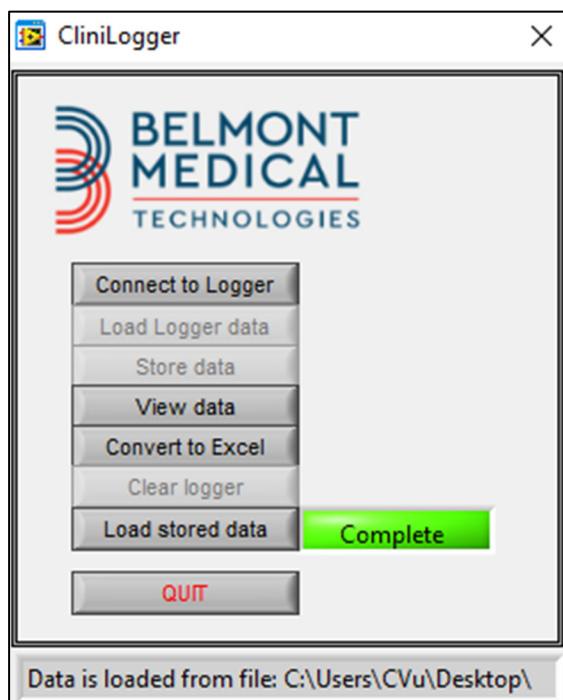 CliniLogger
BELMONT
MEDICAL
TECHNOLOGIES
Connect to Logger
Load Logger data
Store data
View data
Convert to Excel
Clear logger
Load stored data
Complete
QUIT
Data is loaded from file: C:\Users\CVu\Desktop\